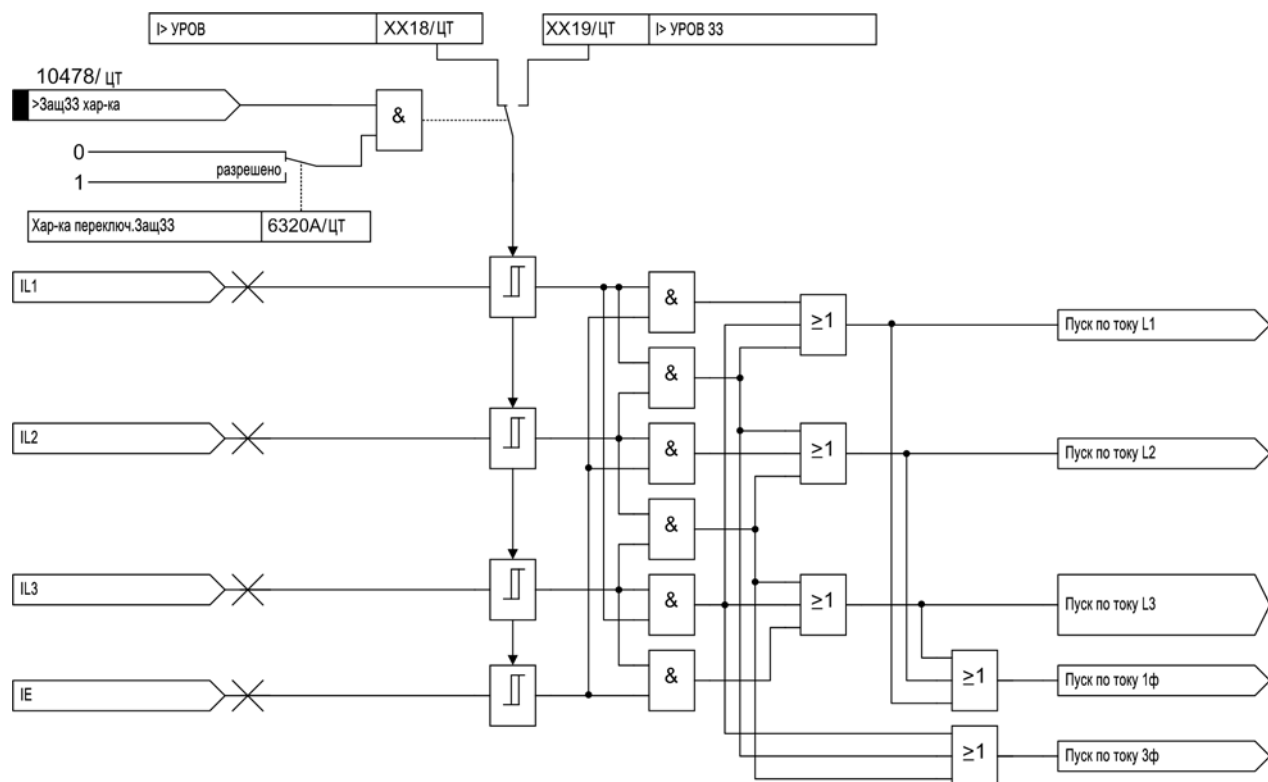 I> УРОВ XX18/ЦТ XX19/ЦТ I> УРОВ 33
10478/ ЦТ
>Защ33 хар-ка
&
0
разрешено
1
Хар-ка переключ.Защ33 6320A/ЦТ
IL1
&
≥1
Пуск по току L1
&
IL2
&
≥1
Пуск по току L2
&
IL3
&
≥1
Пуск по току L3
IE
&
≥1
Пуск по току 1ф
≥1
Пуск по току 3ф